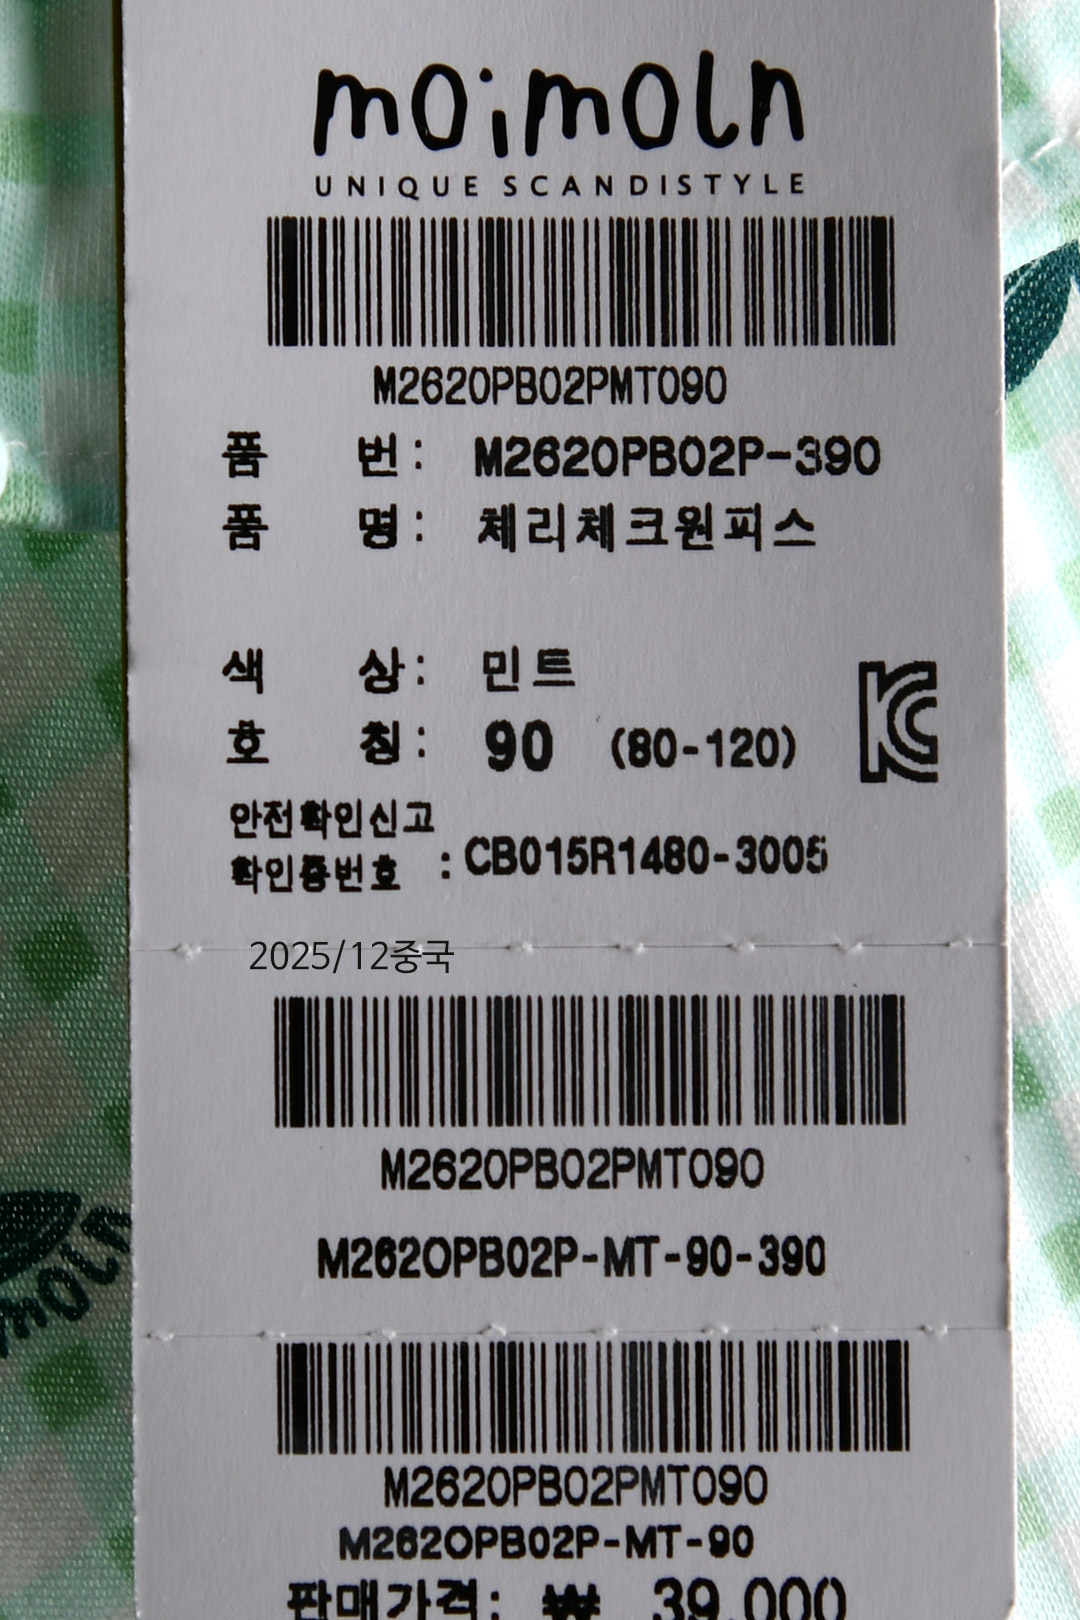 moimoln
UNIQUE SCANDISTYLE
M2620PB02PMT090
품 번: M2620PB02P-390
품 명: 체리체크원피스
색 상: 민트
호 칭: 90 (80-120)
안전확인신고
확인증번호 : CB015R1480-3005
2025/12중국
M2620PB02PMT090
M2620PB02P-MT-90-390
M2620PB02PMT090
M2620PB02P-MT-90
판매가격: ₩ 39,000
moln